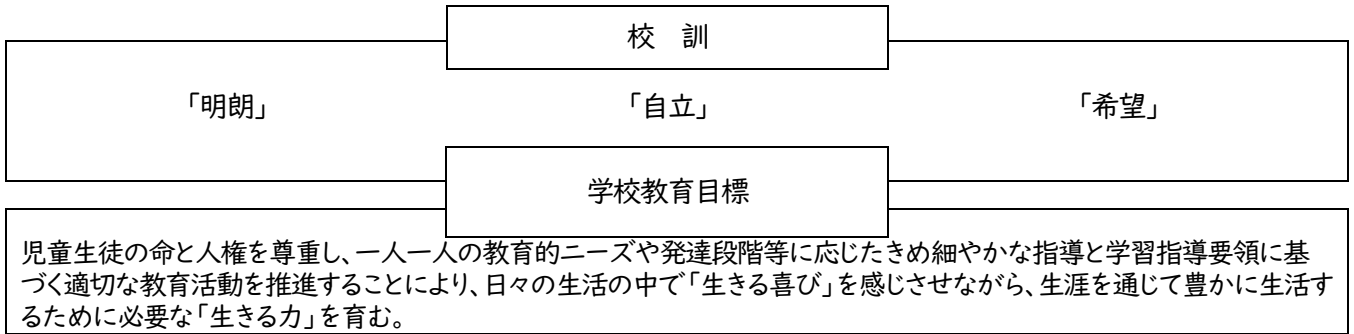 校　訓
「明朗」　「自立」　「希望」
学校教育目標
児童生徒の命と人権を尊重し、一人一人の教育的ニーズや発達段階等に応じたきめ細やかな指導と学習指導要領に基
づく適切な教育活動を推進することにより、日々の生活の中で「生きる喜び」を感じさせながら、生涯を通じて豊かに生活す
るために必要な「生きる力」を育む。